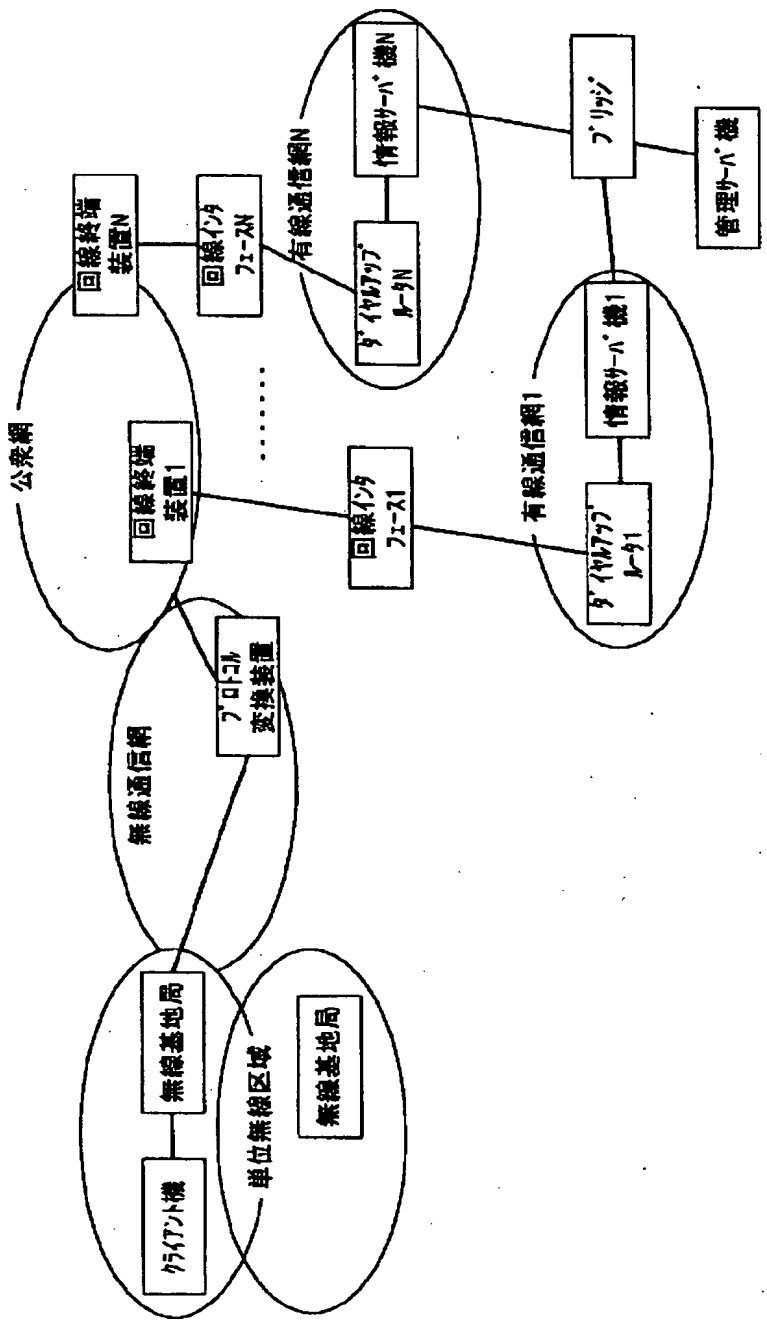 クライアント機
無線基地局
単位無線区域
無線基地局
無線通信網
プロトコル
変換装置
公衆網
回線終端
装置1
回線終端
装置N
回線インタ
フェースN
‥‥‥‥
回線インタ
フェース1
有線通信網N
ダイヤルアップ
ルータN
情報サーバ機N
有線通信網1
ダイヤルアップ
ルータ1
情報サーバ機1
ブリッジ
管理サーバ機